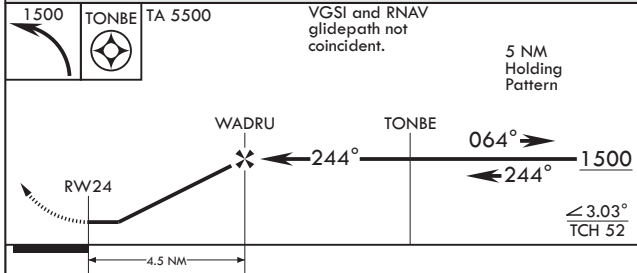 1500
TONBE
TA 5500
VGSI and RNAV
glidepath not
coincident.
5 NM
Holding
Pattern
WADRU
TONBE
064°
244°
244°
1500
RW24
3.03°
TCH 52
4.5 NM